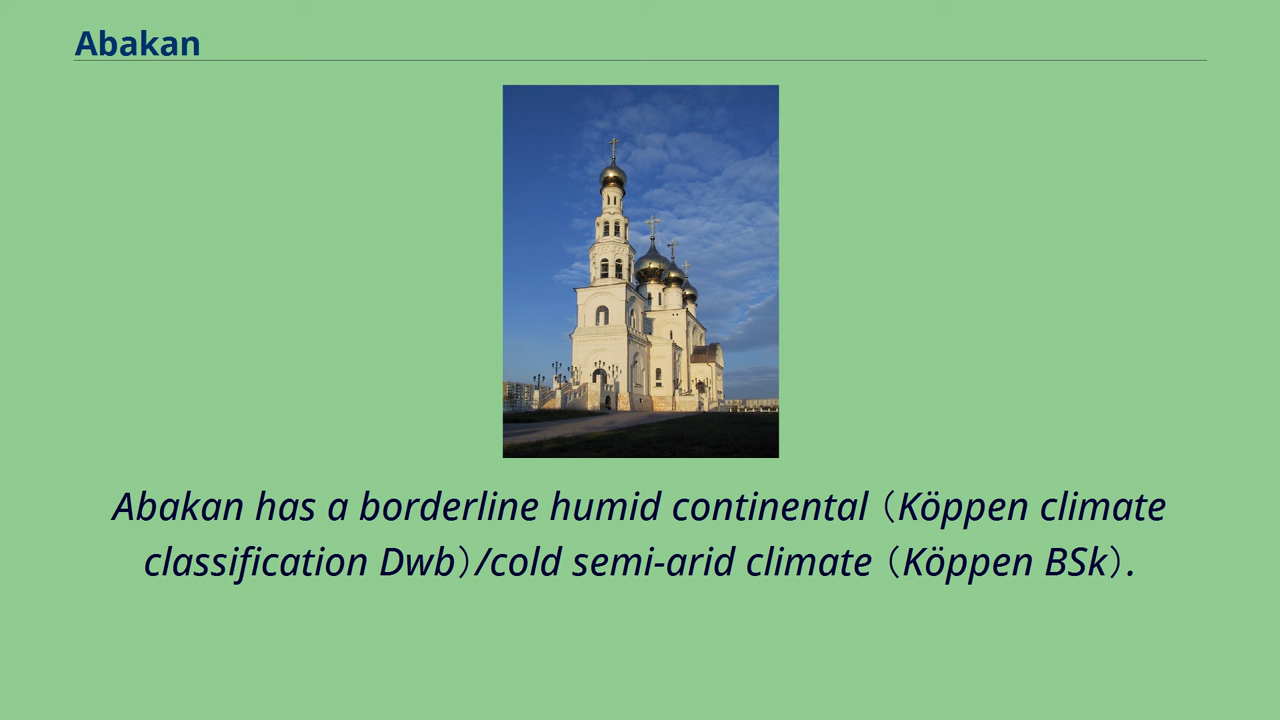 Abakan
Abakan has a borderline humid continental (Köppen climate
classification Dwb)/cold semi-arid climate (Köppen BSk).